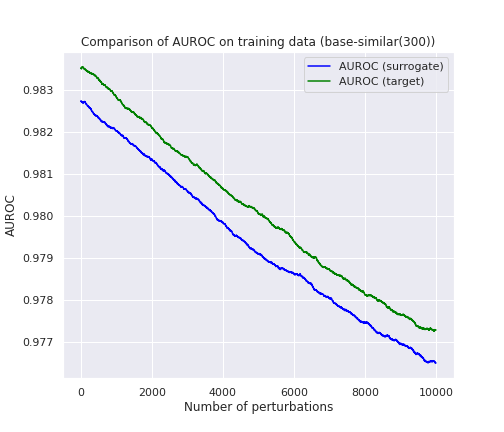 Comparison of AUROC on training data (base-similar(300))
AUROC (surrogate)
AUROC (target)
0.983
0.982
0.981
0.980
0.979
0.978
0.977
AUROC
0 2000 4000 6000 8000 10000
Number of perturbations